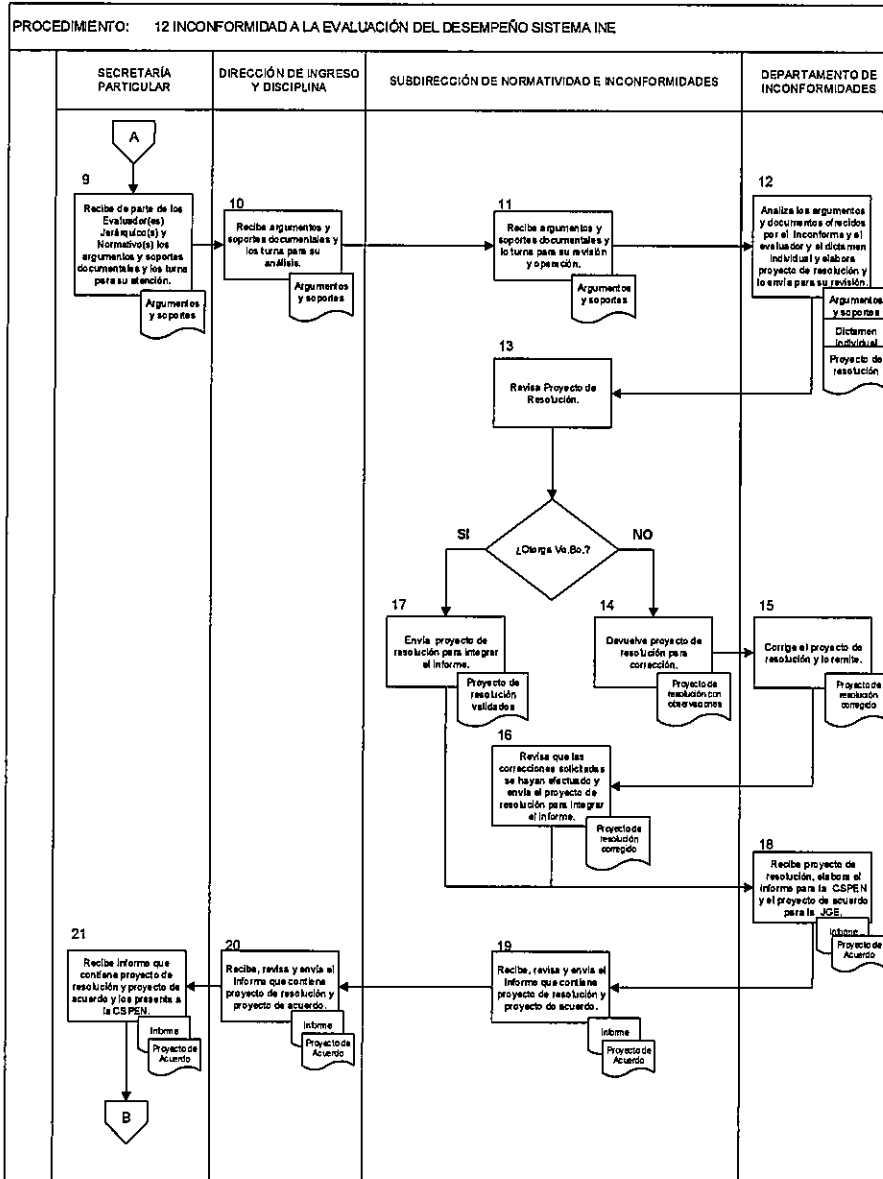 PROCEDIMIENTO: 12 INCONFORMIDAD A LA EVALUACIÓN DEL DESEMPEÑO SISTEMA INE
SECRETARÍA
PARTICULAR
DIRECCIÓN DE INGRESO
Y DISCIPLINA
SUBDIRECCIÓN DE NORMATIVIDAD E INCONFORMIDADES
DEPARTAMENTO DE
INCONFORMIDADES
A
9
Recibe de parte de los
Evaluador(es)
Jerárquico(s) y
Normativo(s) los
argumentos y soportes
documentales y los turna
para su atención.
Argumentos
y soportes
10
Recibe argumentos y
soportes documentales y
los turna para su
análisis.
Argumentos
y soportes
11
Recibe argumentos y
soportes documentales y
lo turna para su revisión
y operación.
Argumentos
y soportes
12
Analiza los argumentos
y documentos ofrecidos
por el Inconforme y el
evaluador y el dictamen
individual y elabora
proyecto de resolución y
lo envía para su revisión.
Argumentos
y soportes
Dictamen
Individual
Proyecto de
resolución
13
Revisa Proyecto de
Resolución.
¿Otorga Vo.Bo.?
SI
NO
17
Envía proyecto de
resolución para integrar
el informe.
Proyecto de
resolución
validados
14
Devuelve proyecto de
resolución para
corrección.
Proyecto de
resolución con
observaciones
15
Corrige el proyecto de
resolución y lo remite.
Proyecto de
resolución
corregido
16
Revisa que las
correcciones solicitadas
se hayan efectuado y
envía el proyecto de
resolución para integrar
el informe.
Proyecto de
resolución
corregido
18
Recibe proyecto de
resolución, elabora el
informe para la CSPEN
y el proyecto de acuerdo
para la JGE.
Informe
Proyecto de
Acuerdo
19
Recibe, revisa y envía el
Informe que contiene
proyecto de resolución y
proyecto de acuerdo.
Informe
Proyecto de
Acuerdo
20
Recibe, revisa y envía el
Informe que contiene
proyecto de resolución y
proyecto de acuerdo.
Informe
Proyecto de
Acuerdo
21
Recibe Informe que
contiene proyecto de
resolución y proyecto de
acuerdo y los presenta a
la CSPEN.
Informe
Proyecto de
Acuerdo
B